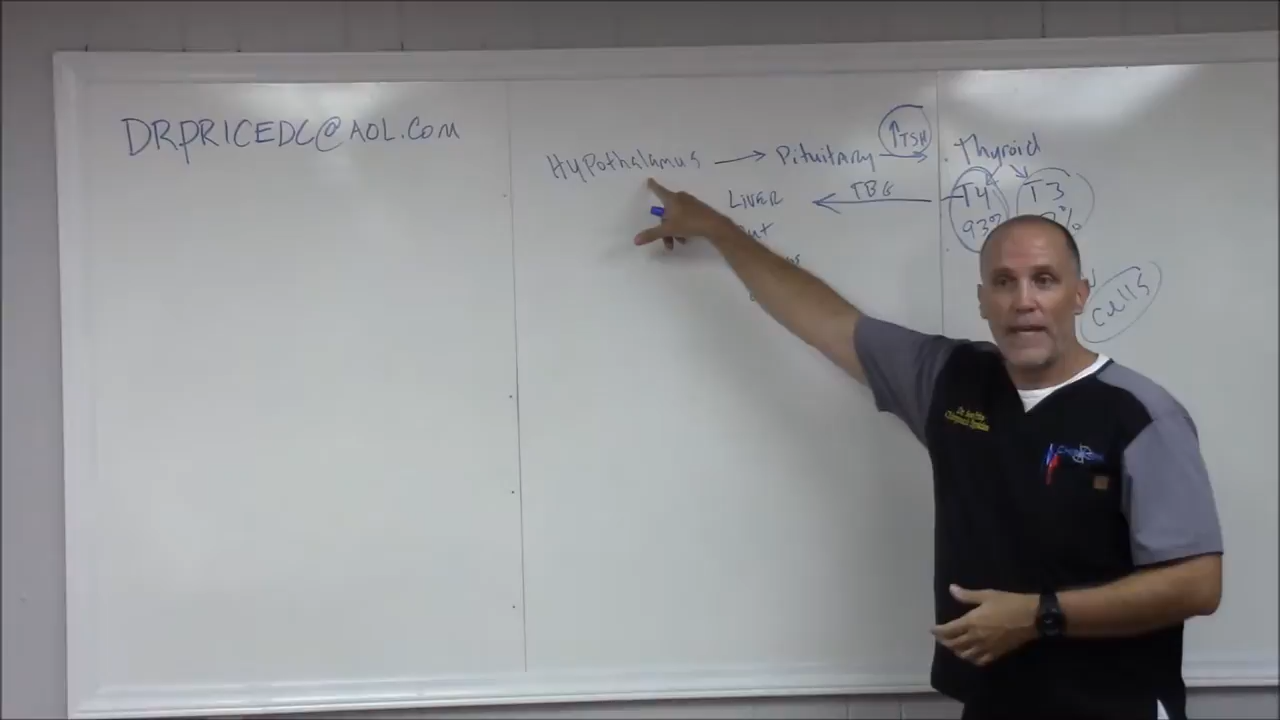 DRPRICEDC@AOL.COM
Hypothalamus → Pituitary ↑TSH → Thyroid
Liver ← TBG T4 T3
93%
cells